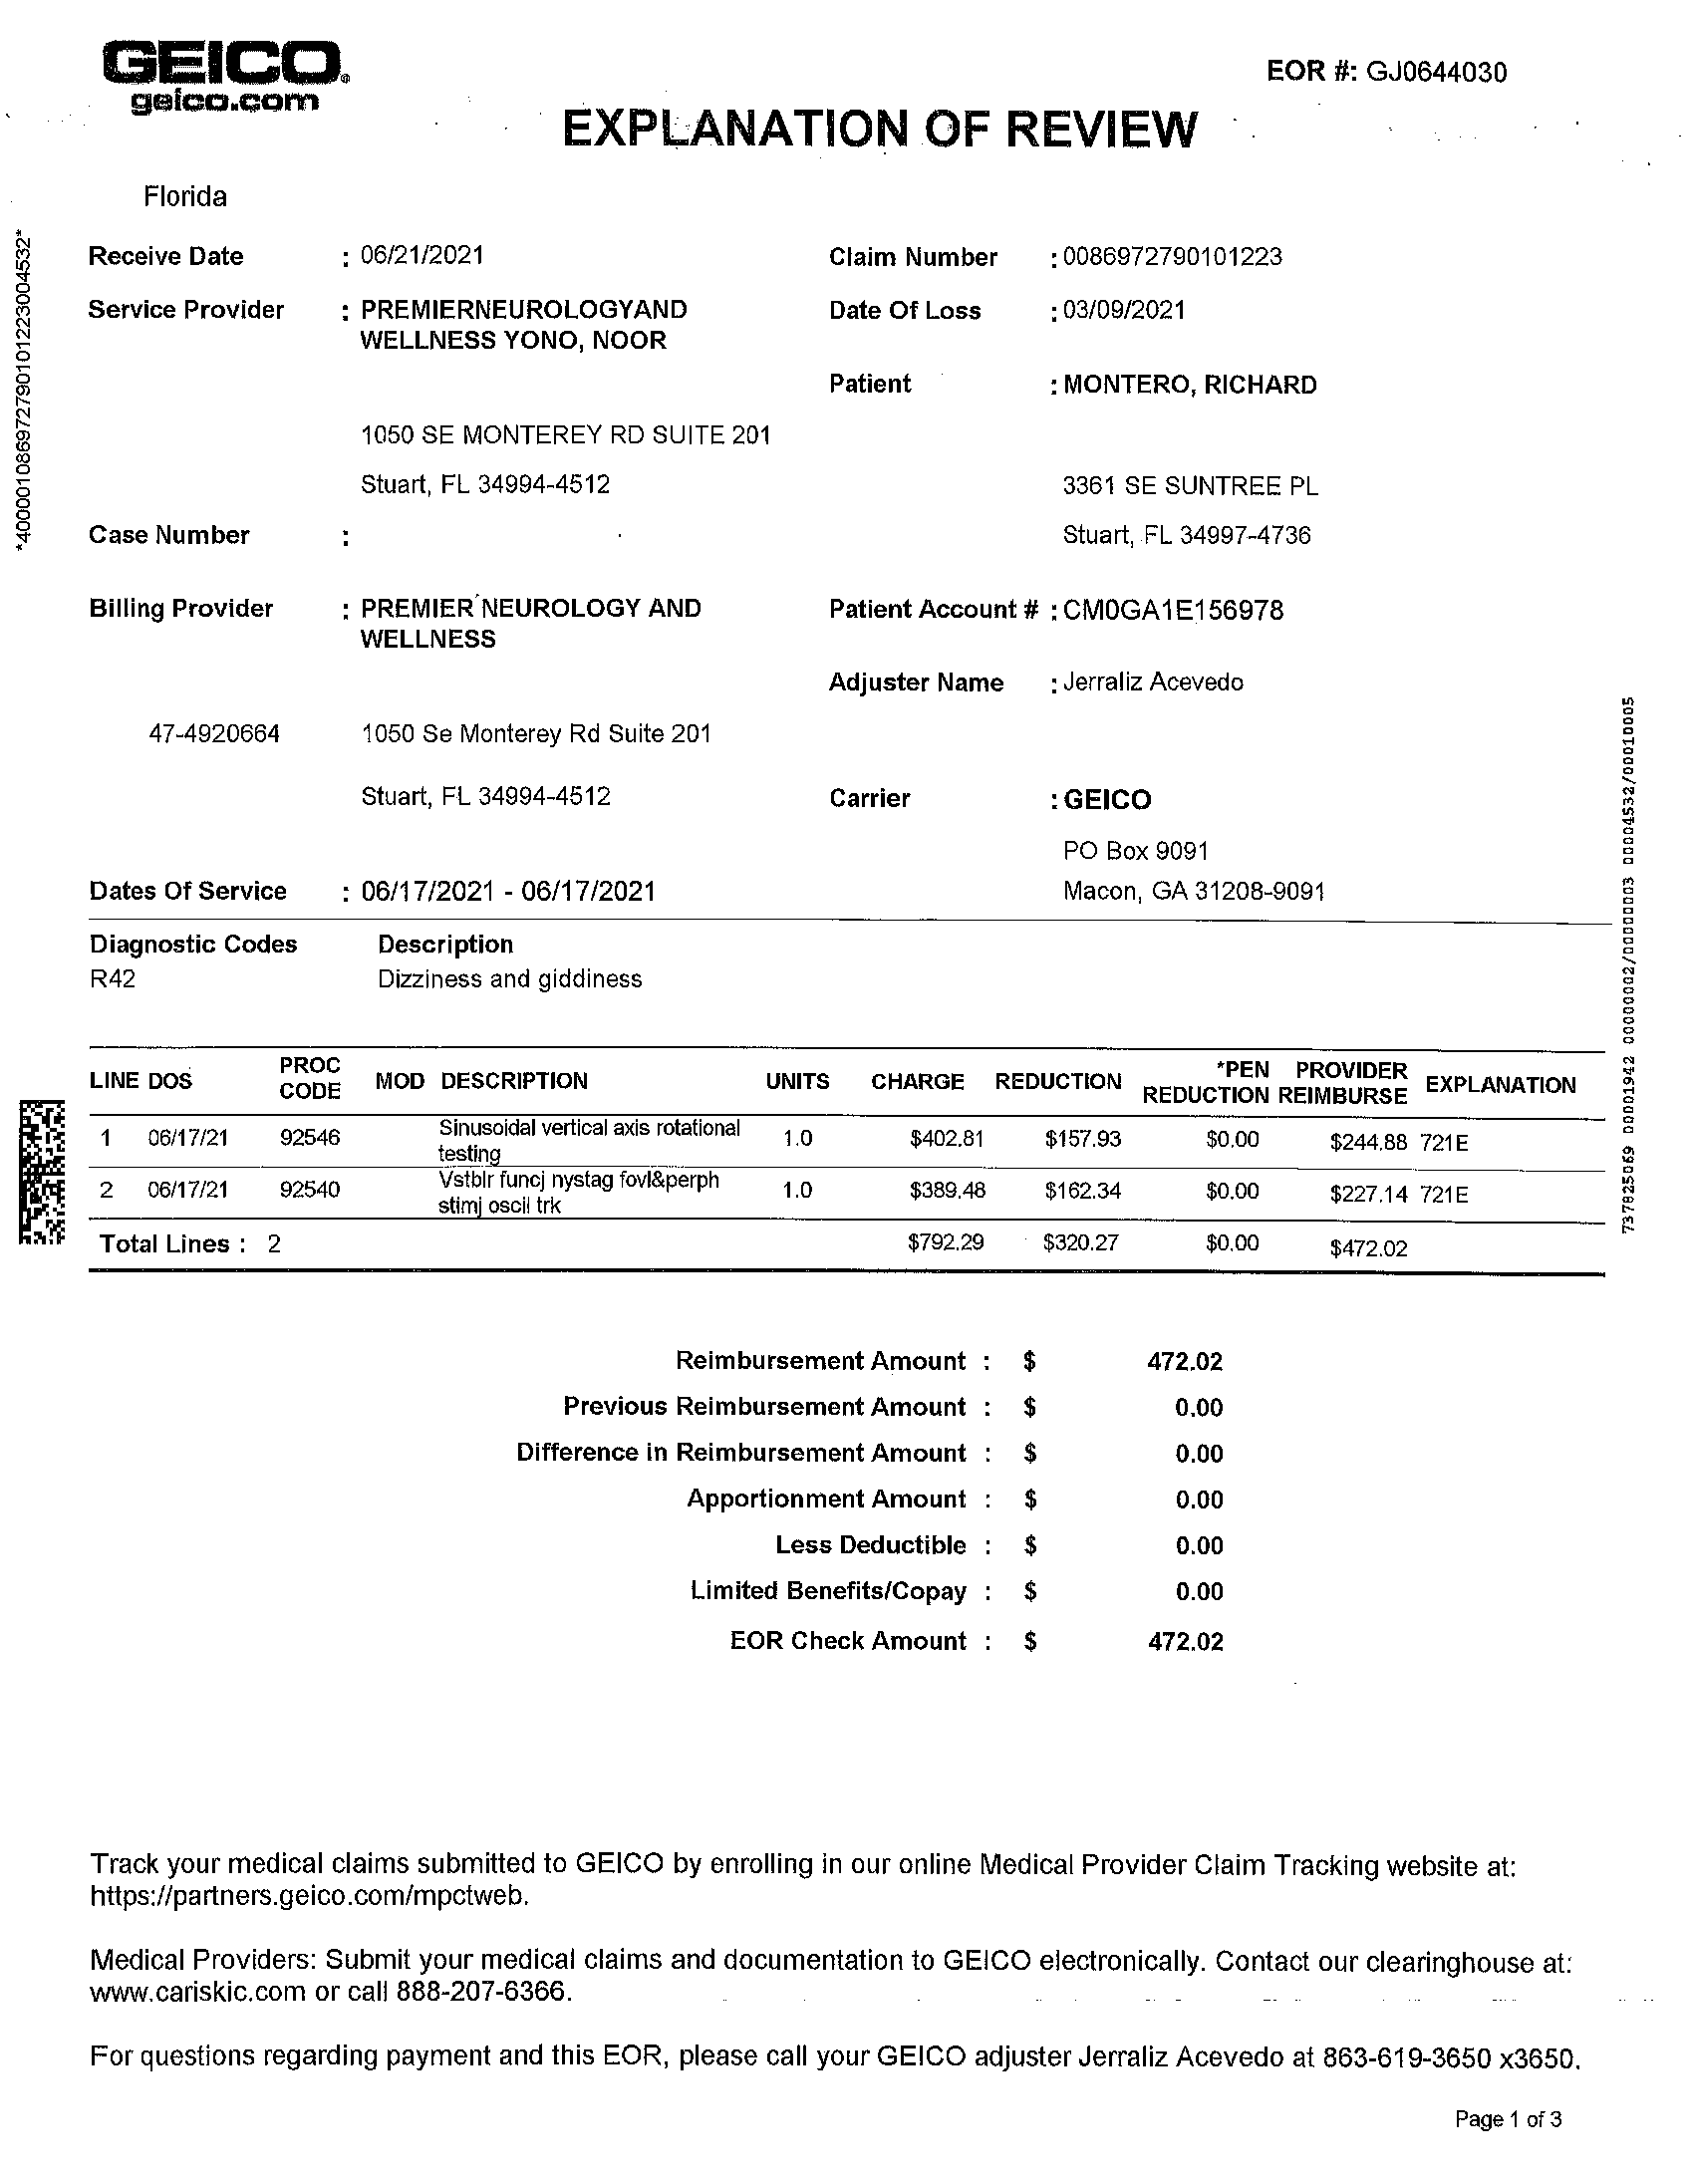 GEICO®
geico.com
EOR #: GJ0644030
EXPLANATION OF REVIEW
Florida
*400001086972790101223004532*
Receive Date : 06/21/2021
Claim Number : 0086972790101223
Service Provider : PREMIERNEUROLOGYAND
WELLNESS YONO, NOOR
Date Of Loss : 03/09/2021
Patient : MONTERO, RICHARD
1050 SE MONTEREY RD SUITE 201
Stuart, FL 34994-4512
3361 SE SUNTREE PL
Stuart, FL 34997-4736
Case Number :
Billing Provider : PREMIER NEUROLOGY AND
WELLNESS
Patient Account # : CM0GA1E156978
Adjuster Name : Jerraliz Acevedo
47-4920664 1050 Se Monterey Rd Suite 201
Stuart, FL 34994-4512
Carrier : GEICO
PO Box 9091
Macon, GA 31208-9091
Dates Of Service : 06/17/2021 - 06/17/2021
Diagnostic Codes Description
R42 Dizziness and giddiness
LINE DOS PROC CODE MOD DESCRIPTION UNITS CHARGE REDUCTION *PEN REDUCTION PROVIDER REIMBURSE EXPLANATION
1 06/17/21 92546 Sinusoidal vertical axis rotational testing 1.0 $402.81 $157.93 $0.00 $244.88 721E
2 06/17/21 92540 Vstblr funcj nystag fovl&perph stimj oscil trk 1.0 $389.48 $162.34 $0.00 $227.14 721E
Total Lines : 2 $792.29 $320.27 $0.00 $472.02
737825069 00001942 00000002/00000003 00004532/00010005
Reimbursement Amount : $ 472.02
Previous Reimbursement Amount : $ 0.00
Difference in Reimbursement Amount : $ 0.00
Apportionment Amount : $ 0.00
Less Deductible : $ 0.00
Limited Benefits/Copay : $ 0.00
EOR Check Amount : $ 472.02
Track your medical claims submitted to GEICO by enrolling in our online Medical Provider Claim Tracking website at:
https://partners.geico.com/mpctweb.
Medical Providers: Submit your medical claims and documentation to GEICO electronically. Contact our clearinghouse at:
www.cariskic.com or call 888-207-6366.
For questions regarding payment and this EOR, please call your GEICO adjuster Jerraliz Acevedo at 863-619-3650 x3650.
Page 1 of 3